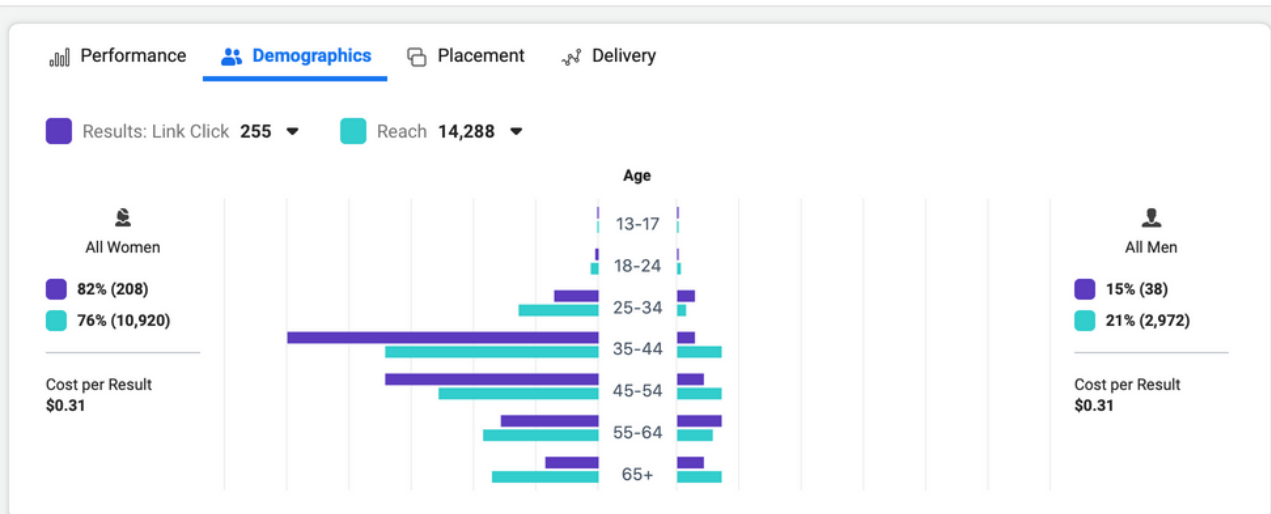 Performance
Demographics
Placement
Delivery
Results: Link Click 255
Reach 14,288
Age
All Women
82% (208)
76% (10,920)
Cost per Result
$0.31
13-17
18-24
25-34
35-44
45-54
55-64
65+
All Men
15% (38)
21% (2,972)
Cost per Result
$0.31